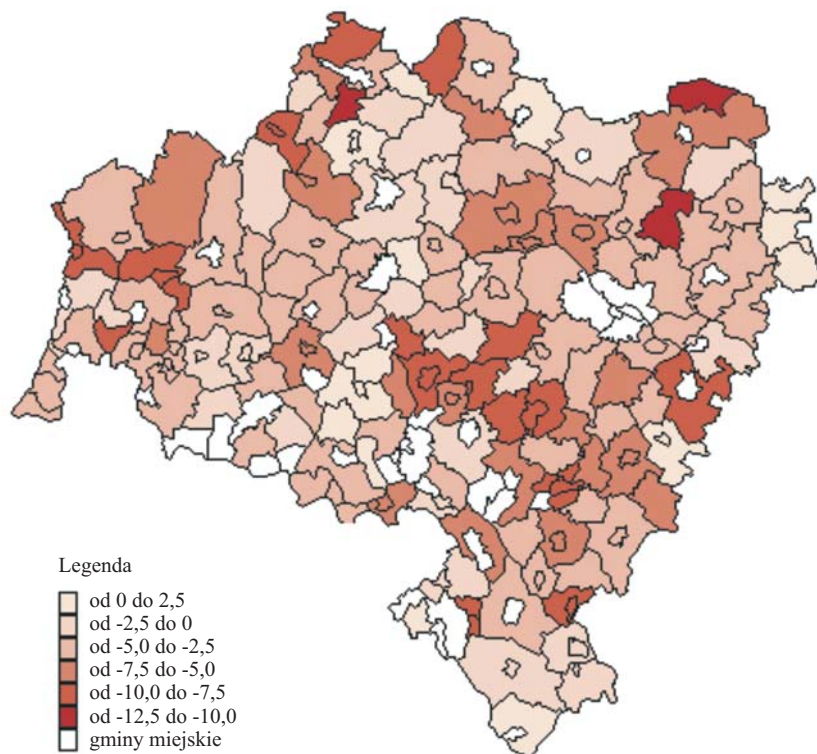 Legenda
od 0 do 2,5
od -2,5 do 0
od -5,0 do -2,5
od -7,5 do -5,0
od -10,0 do -7,5
od -12,5 do -10,0
gminy miejskie